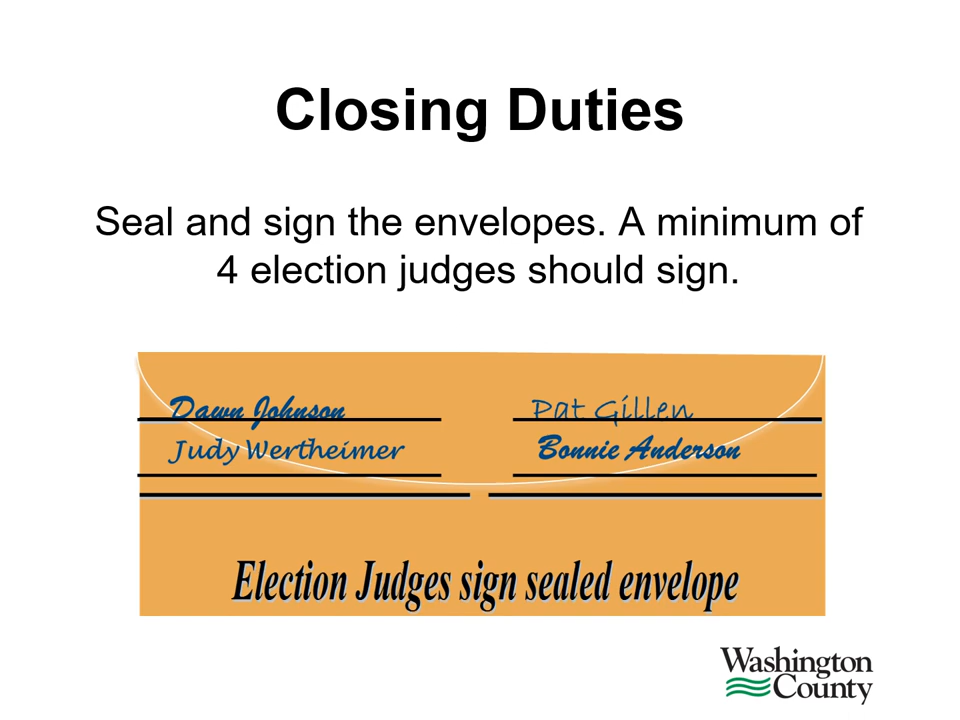 Closing Duties
Seal and sign the envelopes. A minimum of
4 election judges should sign.
Dawn Johnson Pat Gillen
Judy Wertheimer Bonnie Anderson
Election Judges sign sealed envelope
Washington
County